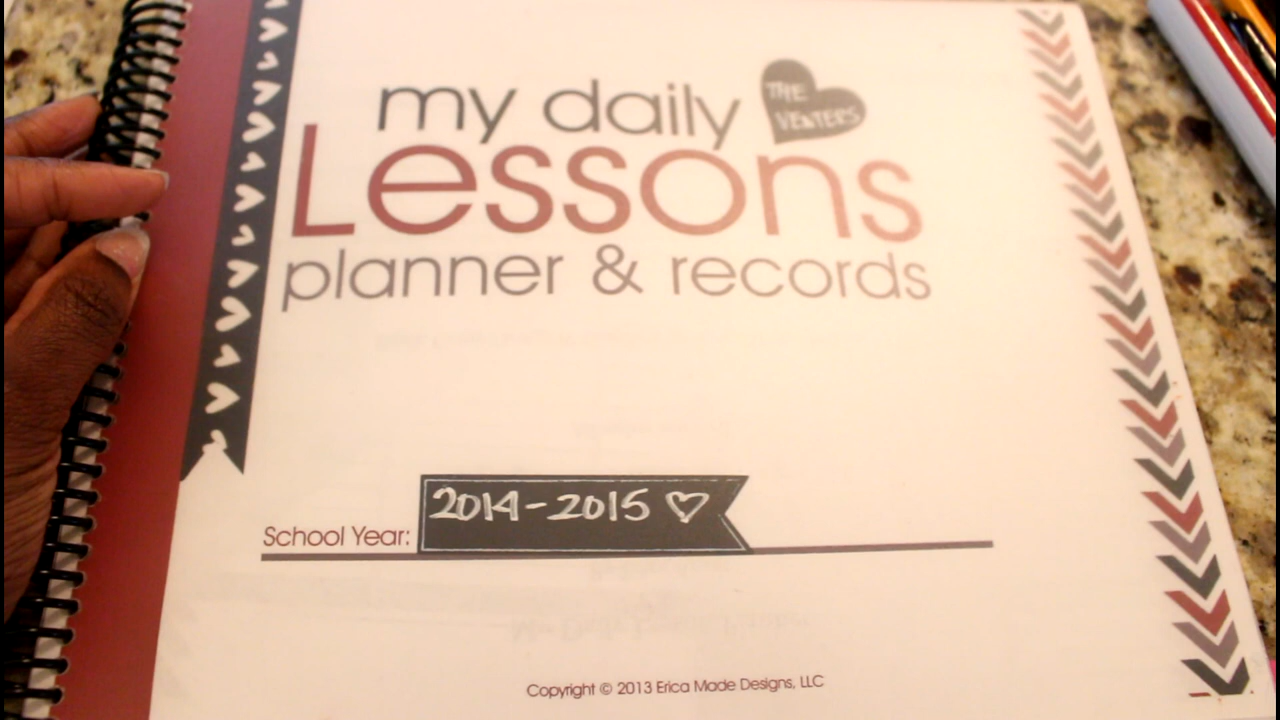 my daily
THE
VENTERS
Lessons
planner & records
School Year: 2014-2015
Copyright © 2013 Erica Made Designs, LLC